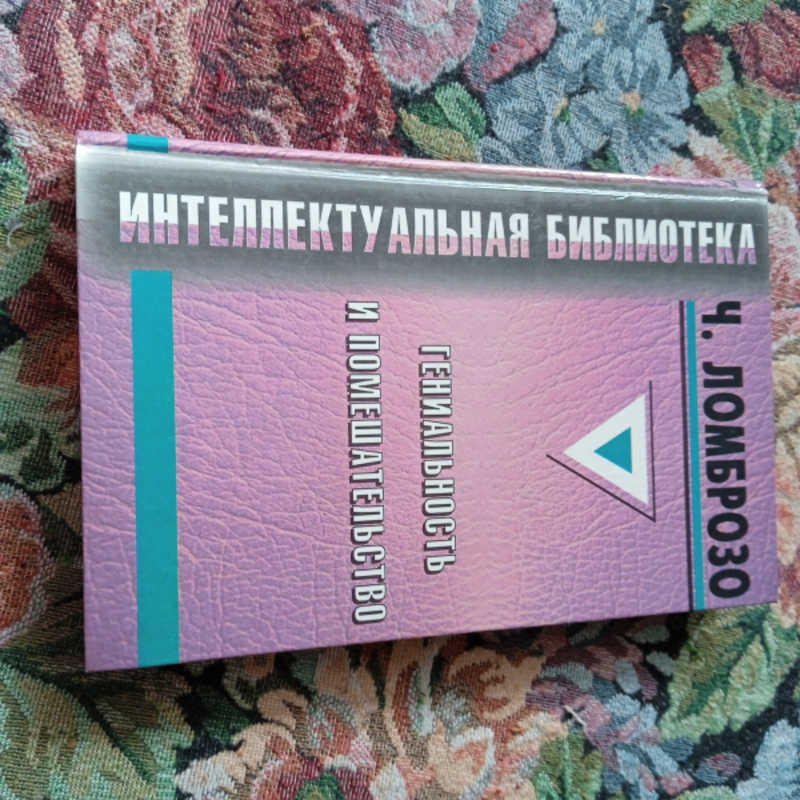 ИНТЕЛЛЕКТУАЛЬНАЯ БИБЛИОТЕКА
Ч. ЛОМБРОЗО
ГЕНИАЛЬНОСТЬ
И ПОМЕШАТЕЛЬСТВО